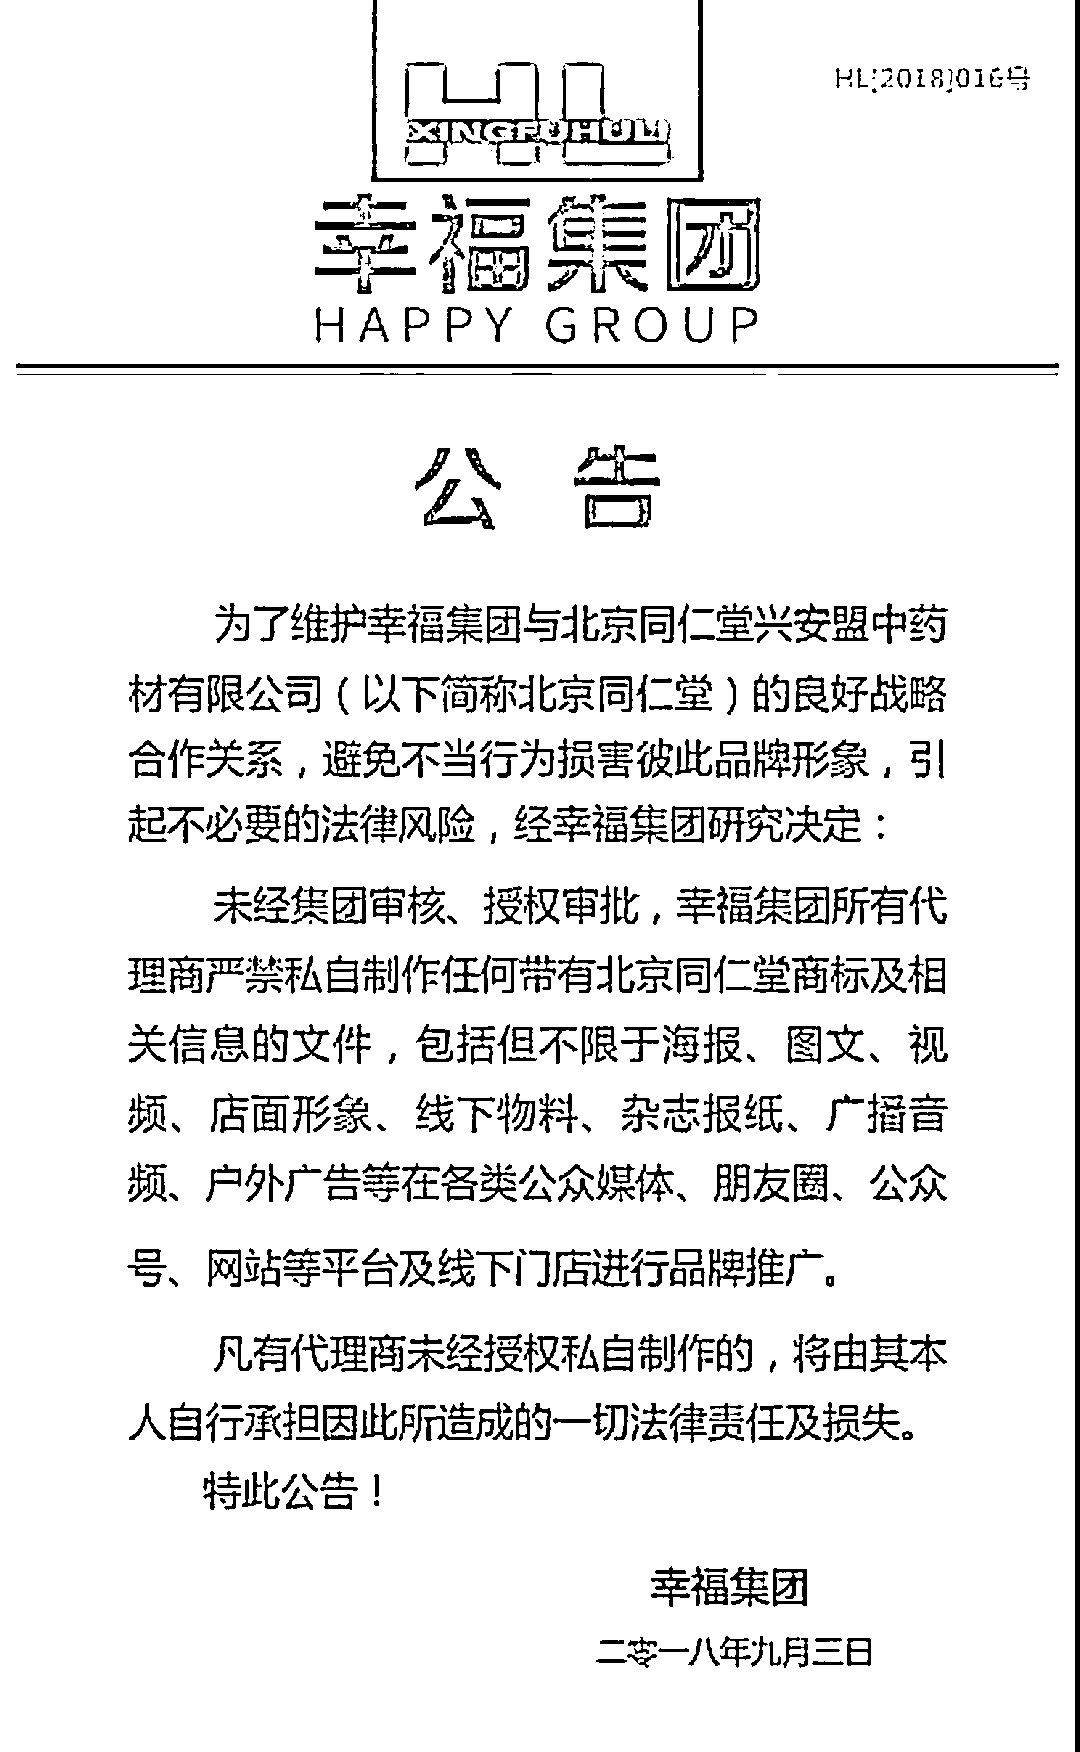 HL[2018]016号
XINGFUHULI
幸福集团
HAPPY GROUP
公 告
为了维护幸福集团与北京同仁堂兴安盟中药
材有限公司（以下简称北京同仁堂）的良好战略
合作关系，避免不当行为损害彼此品牌形象，引
起不必要的法律风险，经幸福集团研究决定：
未经集团审核、授权审批，幸福集团所有代
理商严禁私自制作任何带有北京同仁堂商标及相
关信息的文件，包括但不限于海报、图文、视
频、店面形象、线下物料、杂志报纸、广播音
频、户外广告等在各类公众媒体、朋友圈、公众
号、网站等平台及线下门店进行品牌推广。
凡有代理商未经授权私自制作的，将由其本
人自行承担因此所造成的一切法律责任及损失。
特此公告！
幸福集团
二零一八年九月三日